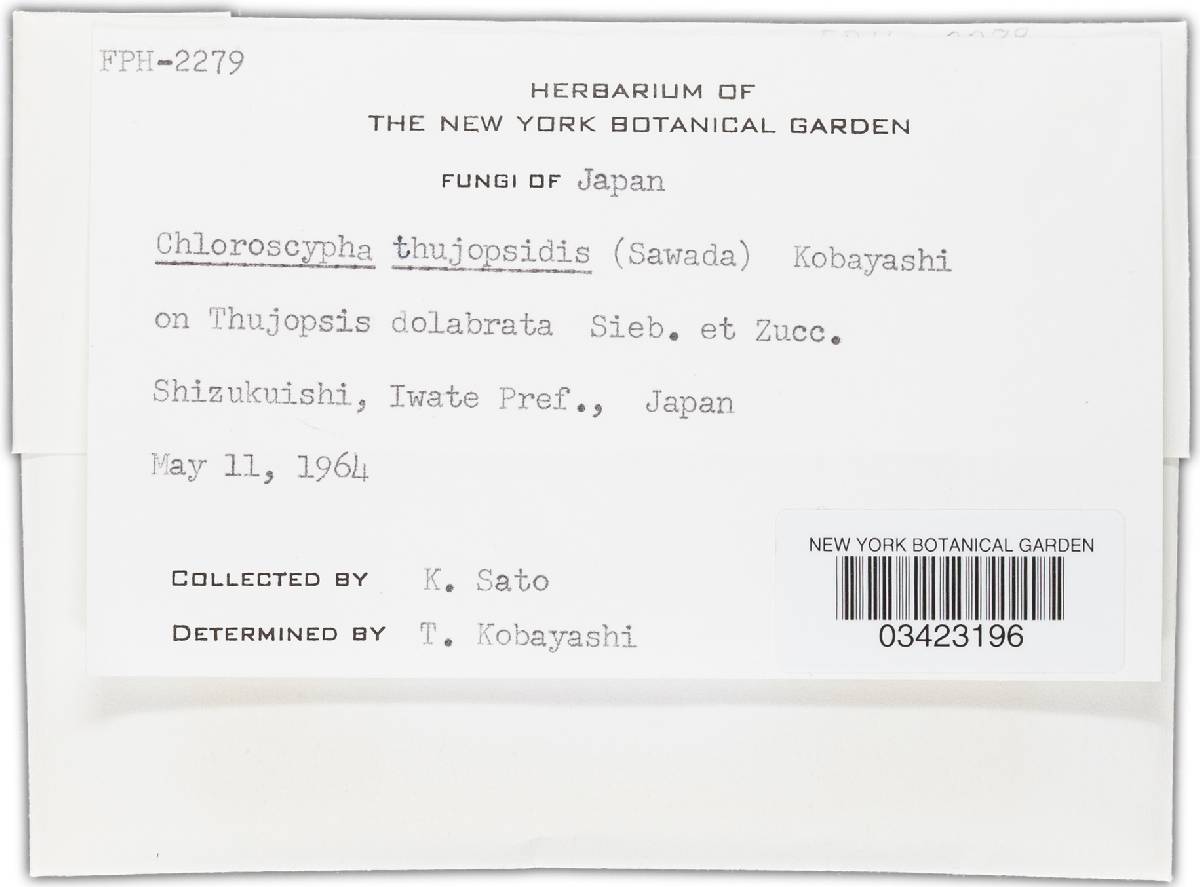 FPH-2279
HERBARIUM OF
THE NEW YORK BOTANICAL GARDEN
FUNGI OF Japan
Chloroscypha thujopsidis (Sawada) Kobayashi
on Thujopsis dolabrata Sieb. et Zucc.
Shizukuishi, Iwate Pref., Japan
May 11, 1964
COLLECTED BY K. Sato
DETERMINED BY T. Kobayashi
NEW YORK BOTANICAL GARDEN
03423196